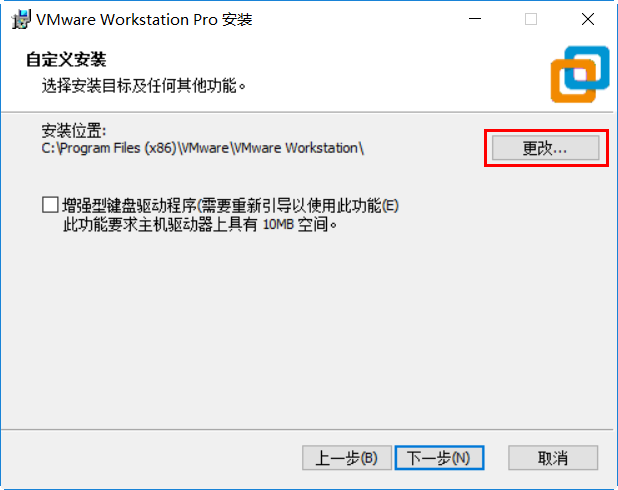 VMware Workstation Pro 安装
自定义安装
选择安装目标及任何其他功能。
安装位置:
C:\Program Files (x86)\VMware\VMware Workstation\
更改...
增强型键盘驱动程序(需要重新引导以使用此功能(E)
此功能要求主机驱动器上具有 10MB 空间。
上一步(B) 下一步(N) 取消